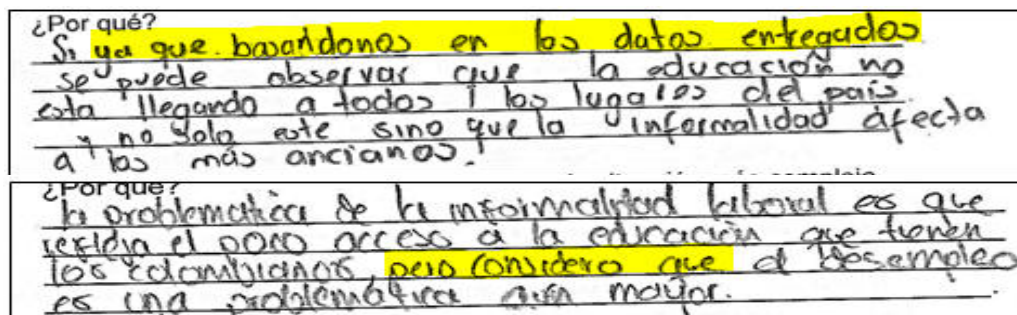 ¿Por qué?
Si ya que basandonos en los datos entregados
se puede observar que la educación no
esta llegando a todos los lugares del país
y no solo este sino que la informalidad afecta
a los más ancianos.
¿Por qué?
la problematica de la informalidad laboral es que
el poco acceso a la educación que tienen
los colombianos, pero considero que el desempleo
es una problemática aún mayor.